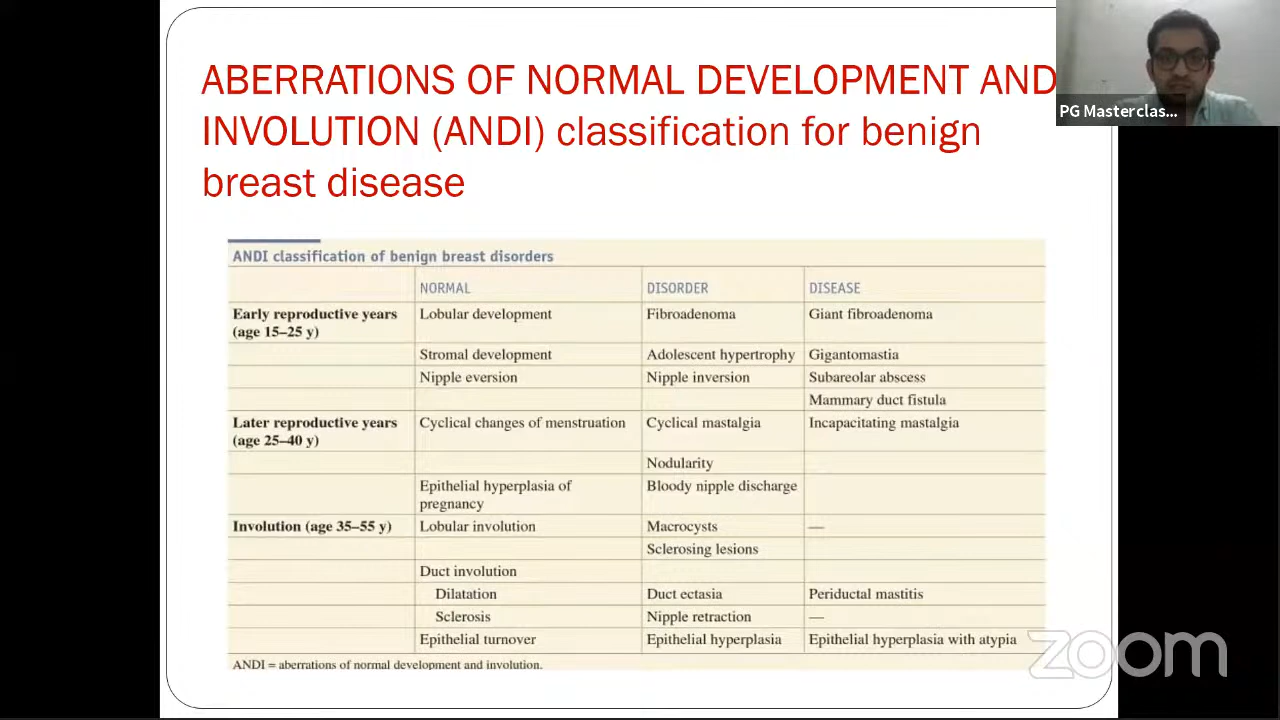 ABERRATIONS OF NORMAL DEVELOPMENT AND
INVOLUTION (ANDI) classification for benign
breast disease
PG Masterclas...
ANDI classification of benign breast disorders
NORMAL DISORDER DISEASE
Early reproductive years Lobular development Fibroadenoma Giant fibroadenoma
(age 15–25 y)
Stromal development Adolescent hypertrophy Gigantomastia
Nipple eversion Nipple inversion Subareolar abscess
Mammary duct fistula
Later reproductive years Cyclical changes of menstruation Cyclical mastalgia Incapacitating mastalgia
(age 25–40 y)
Nodularity
Epithelial hyperplasia of Bloody nipple discharge
pregnancy
Involution (age 35–55 y) Lobular involution Macrocysts —
Sclerosing lesions
Duct involution
Dilatation Duct ectasia Periductal mastitis
Sclerosis Nipple retraction —
Epithelial turnover Epithelial hyperplasia Epithelial hyperplasia with atypia
ANDI = aberrations of normal development and involution.
zoom